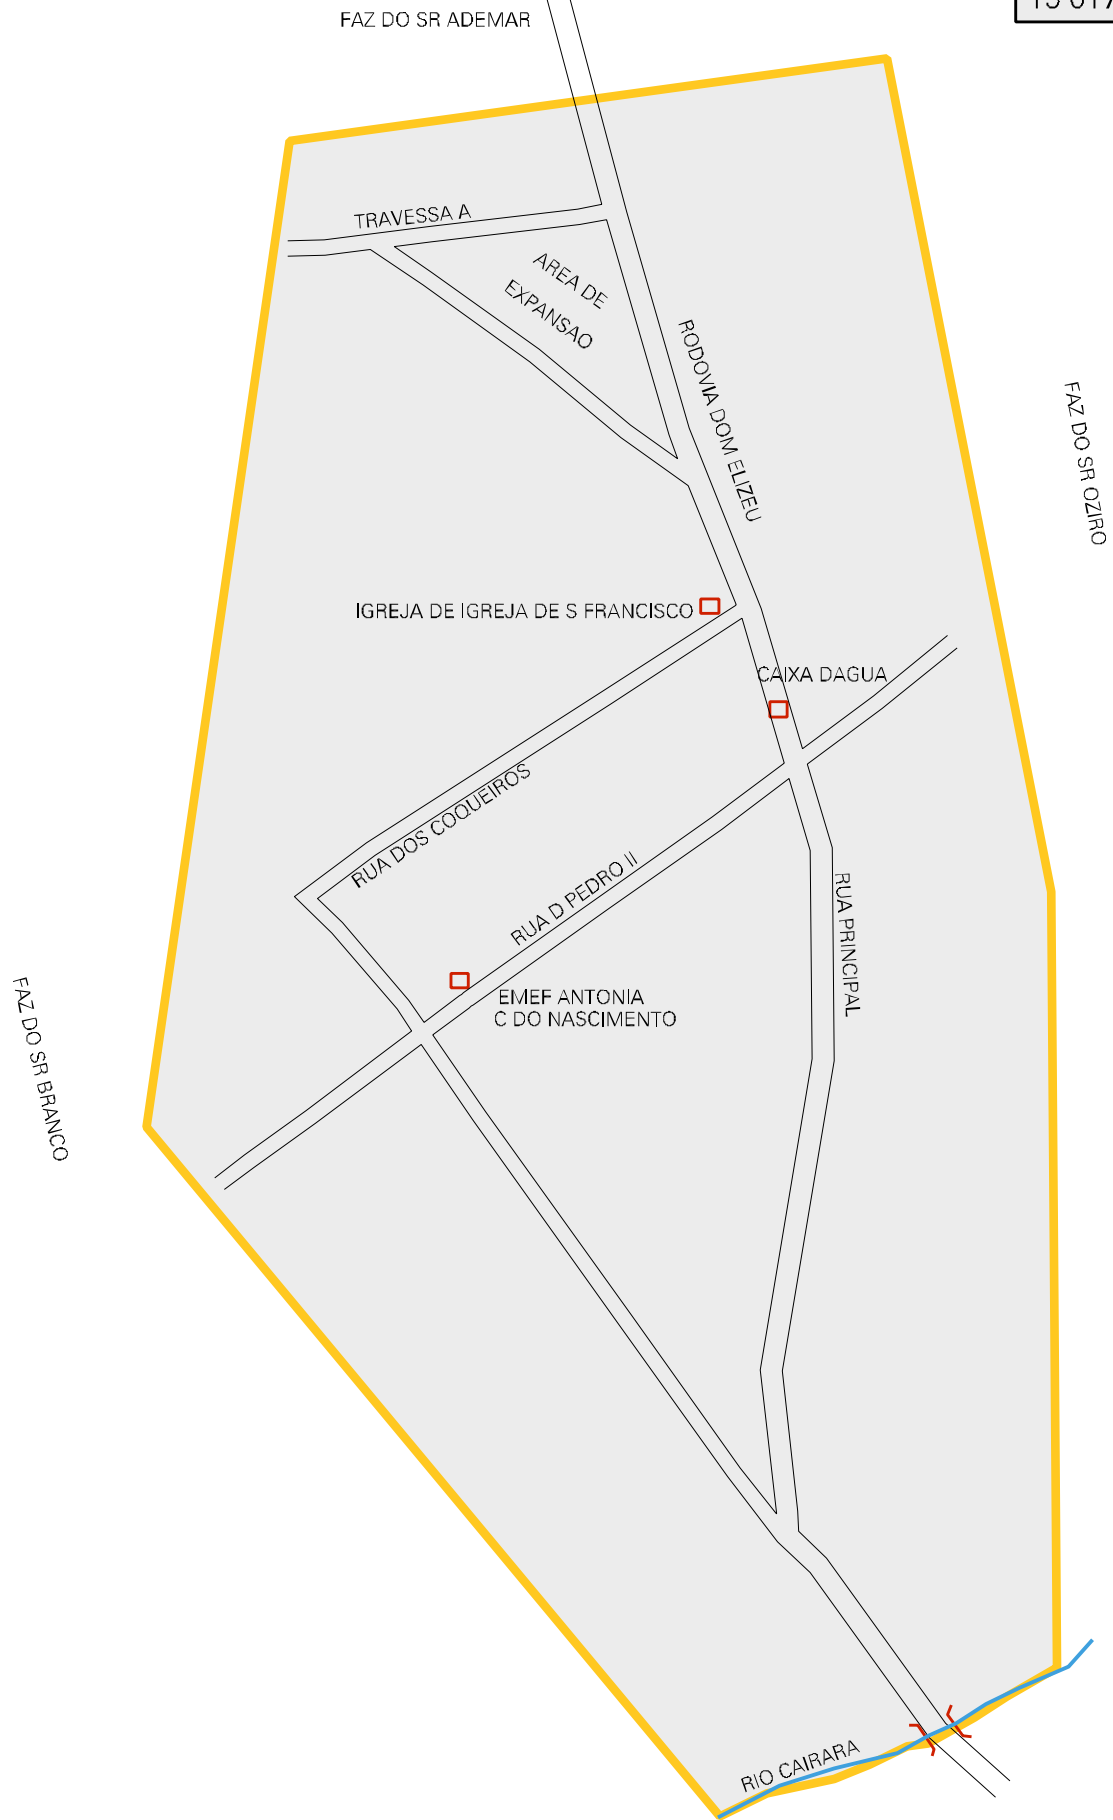 FAZ DO SR ADEMAR
TRAVESSA A
AREA DE
EXPANSAO
RODOVIA DOM ELIZEU
FAZ DO SR OZIRO
IGREJA DE IGREJA DE S FRANCISCO
CAIXA DAGUA
RUA DOS COQUEIROS
RUA D PEDRO II
RUA PRINCIPAL
EMEF ANTONIA
C DO NASCIMENTO
FAZ DO SR BRANCO
RIO CAIRARA